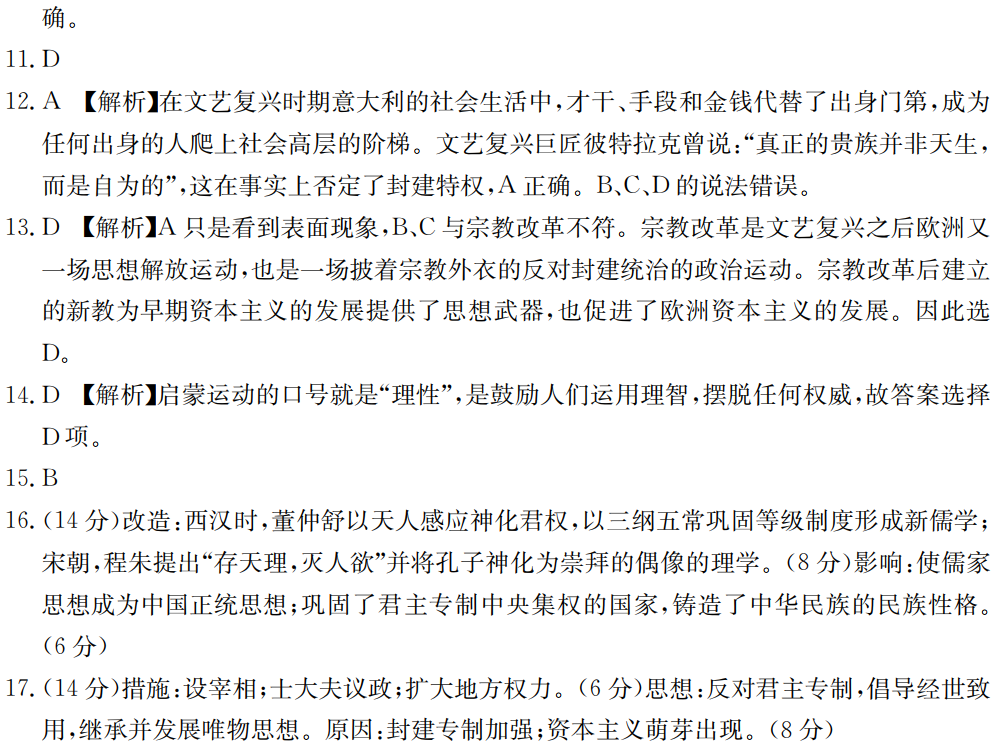 确。
11. D
12. A 【解析】在文艺复兴时期意大利的社会生活中,才干、手段和金钱代替了出身门第,成为
任何出身的人爬上社会高层的阶梯。文艺复兴巨匠彼特拉克曾说:“真正的贵族并非天生,
而是自为的”,这在事实上否定了封建特权,A 正确。B、C、D 的说法错误。
13. D 【解析】A 只是看到表面现象,B、C 与宗教改革不符。宗教改革是文艺复兴之后欧洲又
一场思想解放运动,也是一场披着宗教外衣的反对封建统治的政治运动。宗教改革后建立
的新教为早期资本主义的发展提供了思想武器,也促进了欧洲资本主义的发展。因此选
D。
14. D 【解析】启蒙运动的口号就是“理性”,是鼓励人们运用理智,摆脱任何权威,故答案选择
D 项。
15. B
16. (14 分)改造:西汉时,董仲舒以天人感应神化君权,以三纲五常巩固等级制度形成新儒学;
宋朝,程朱提出“存天理,灭人欲”并将孔子神化为崇拜的偶像的理学。(8 分)影响:使儒家
思想成为中国正统思想;巩固了君主专制中央集权的国家,铸造了中华民族的民族性格。
(6 分)
17. (14 分)措施:设宰相;士大夫议政;扩大地方权力。(6 分)思想:反对君主专制,倡导经世致
用,继承并发展唯物思想。原因:封建专制加强;资本主义萌芽出现。(8 分)